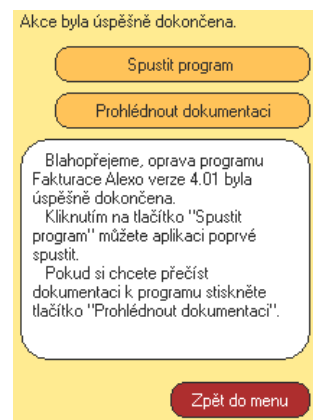 Akce byla úspěšně dokončena.
Spustit program
Prohlédnout dokumentaci
Blahopřejeme, oprava programu
Fakturace Alexo verze 4.01 byla
úspěšně dokončena.
Kliknutím na tlačítko "Spustit
program" můžete aplikaci poprvé
spustit.
Pokud si chcete přečíst
dokumentaci k programu stiskněte
tlačítko "Prohlédnout dokumentaci".
Zpět do menu